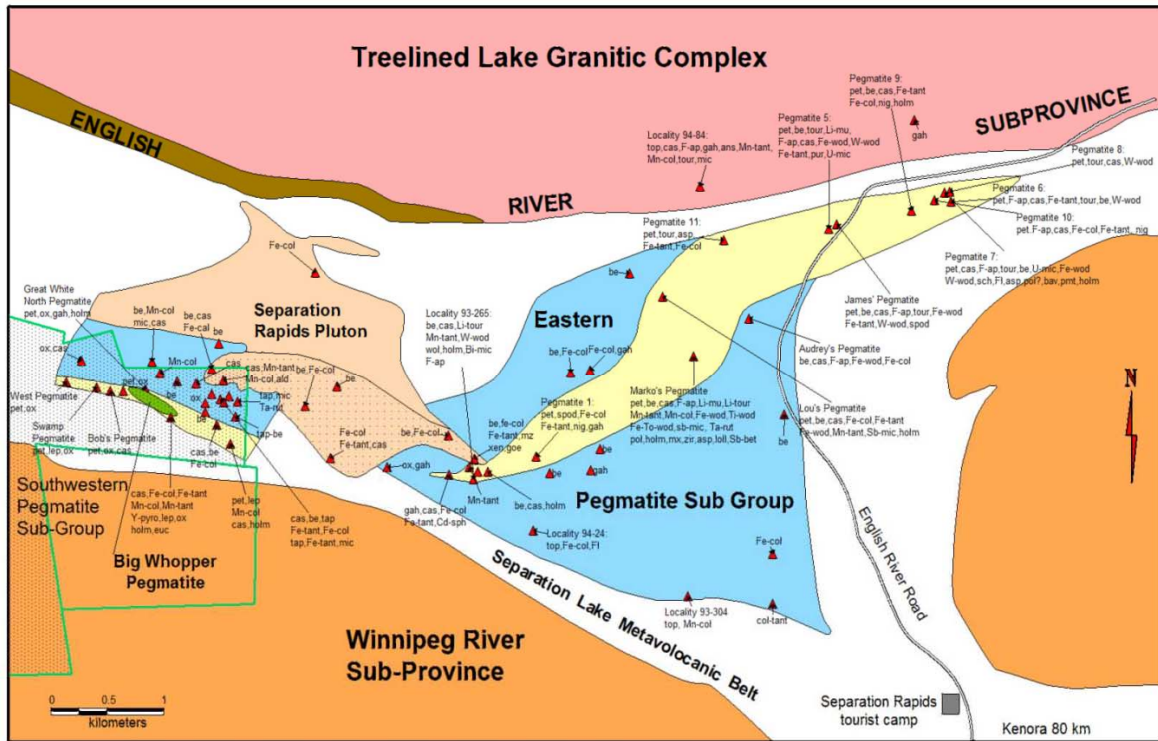 Treelined Lake Granitic Complex
ENGLISH
RIVER
SUBPROVINCE
Pegmatite 9:
pet,be,cas,Fe-tant
Fe-col,nig,holm
gah
Pegmatite 5:
pet,be,tour,Li-mu,
F-ap,cas,Fe-wod,W-wod
Fe-tant,pur,U-mic
Locality 94-84:
top,cas,F-ap,gah,ans,Mn-tant,
Mn-col,tour,mic
Pegmatite 8:
pet,tour,cas,W-wod
Pegmatite 6:
pet,F-ap,cas,Fe-tant,tour,be,W-wod
Pegmatite 10:
pet.F-ap,cas,Fe-col,Fe-tant,.nig
Pegmatite 7:
pet,cas,F-ap,tour,be,U-mic,Fe-wod
W-wod,sch,Fl,asp,pol?,bav,pmt,holm
Pegmatite 11:
pet,tour,asp,
Fe-tant,Fe-col
James' Pegmatite
pet,be,cas,F-ap,tour,Fe-wod
Fe-tant,W-wod,spod
Audrey's Pegmatite
be,cas,F-ap,Fe-wod,Fe-col
Lou's Pegmatite
pet,be,cas,Fe-col,Fe-tant
Fe-wod,Mn-tant,Sb-mic,holm
Marko's Pegmatite
pet,be,cas,F-ap,Li-mu,Li-tour
Mn-tant,Mn-col,Fe-wod,Ti-wod
Fe-To-wod,sb-mic, Ta-rut
pol,holm,mx,zir,asp,loll,Sb-bet
Fe-col
Separation
Rapids Pluton
Great White
North Pegmatite
pet,ox,gah,holm
be,Mn-col
mic,cas
be,cas
Fe-cal
be
ox,cas
Mn-col
cas
cas,Mn-tant
Mn-col,ald
pet,ox
be
ox
tap,mic
Ta-rut
be
tap-be
cas,be
Fe-col
West Pegmatite
pet,ox
Swamp
Pegmatite
pet,lep,ox
Bob's Pegmatite
pet,ox,cas
Southwestern
Pegmatite
Sub-Group
cas,Fe-col,Fe-tant
Mn-col,Mn-tant
Y-pyro,lep,ox
holm,euc
Big Whopper
Pegmatite
pet,lep
Mn-col
cas,holm
cas,be,tap
Fe-tant,Fe-col
tap,Fe-tant,mic
Locality 93-265:
be,cas,Li-tour
Mn-tant,W-wod
wol,holm,Bi-mic
F-ap
be,Fe-col
be
Fe-col
Fe-tant,cas
be,Fe-col
be,fe-col
Fe-tant,mz
xen,goe
ox,gah
Mn-tant
gah,cas,Fe-col
Fe-tant,Cd-sph
be,cas,holm
Eastern
be
be,Fe-col
Fe-col,gah
Pegmatite 1:
pet,spod,Fe-col
Fe-tant,nig,gah
be
be
gah
be
Pegmatite Sub Group
Locality 94-24:
top,Fe-col,Fl
Fe-col
Locality 93-304
top, Mn-col
col-tant
Separation Lake Metavolocanic Belt
Winnipeg River
Sub-Province
English River Road
N
0 .5 1
kilometers
Separation Rapids
tourist camp
Kenora 80 km